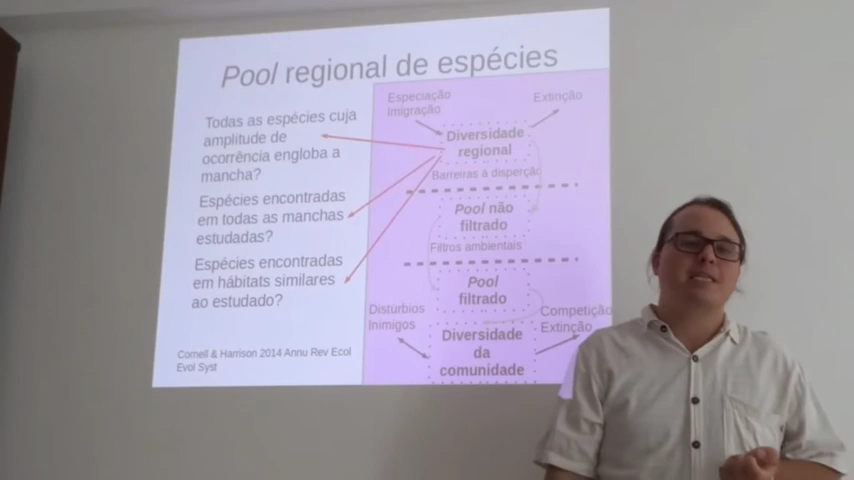 Pool regional de espécies
Todas as espécies cuja
amplitude de
ocorrência engloba a
mancha?
Espécies encontradas
em todas as manchas
estudadas?
Espécies encontradas
em hábitats similares
ao estudado?
Cornell & Harrison 2014 Annu Rev Ecol
Evol Syst
Especiação
Imigração
Extinção
Diversidade
regional
Barreiras à disperção
Pool não
filtrado
Filtros ambientais
Pool
filtrado
Distúrbios
Inimigos
Competição
Extinção
Diversidade
da
comunidade